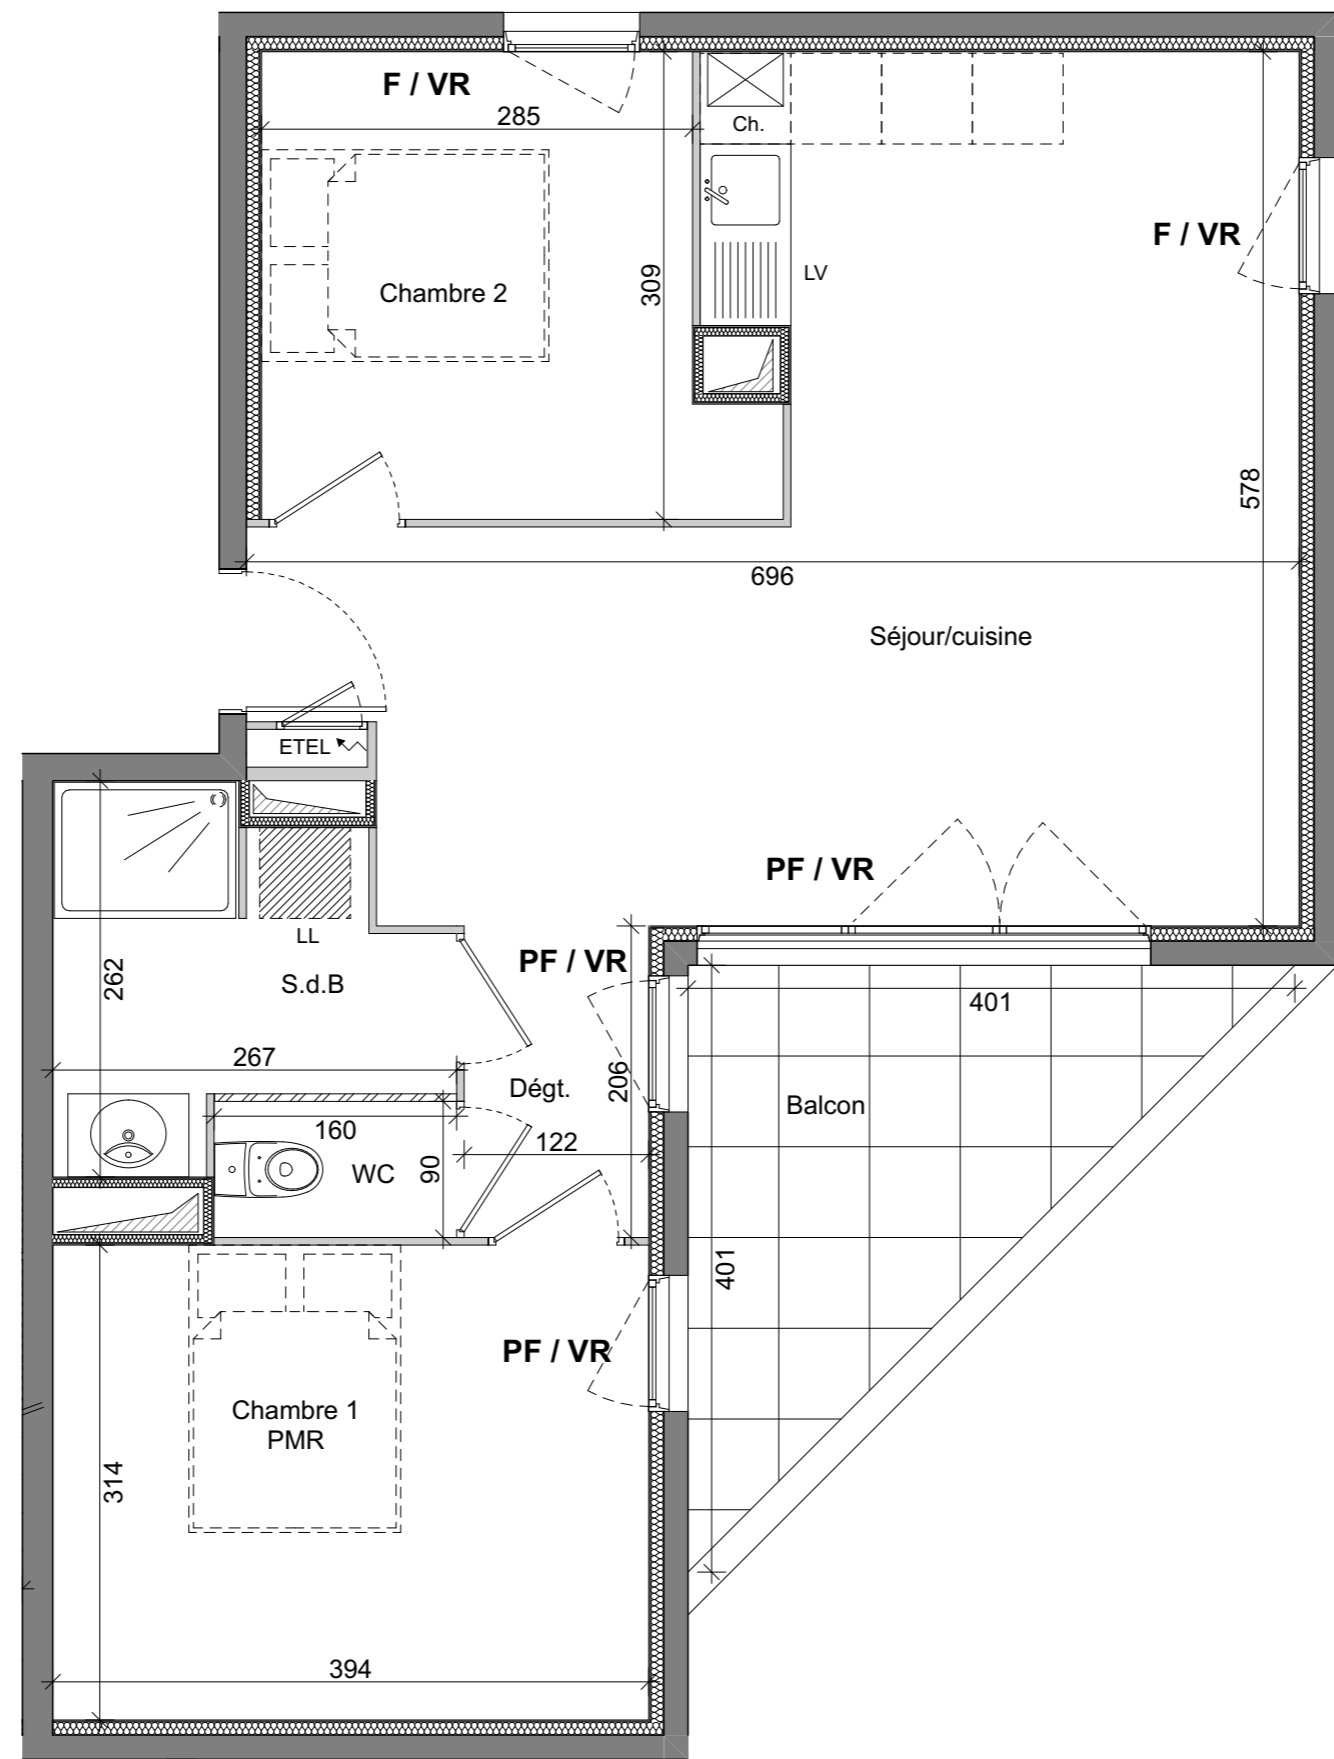 F / VR
285
Ch.
F / VR
Chambre 2
309
LV
578
696
Séjour/cuisine
ETEL
PF / VR
LL
PF / VR
262
S.d.B
401
267
Dégt.
206
Balcon
160
122
WC
90
401
PF / VR
Chambre 1
PMR
314
394